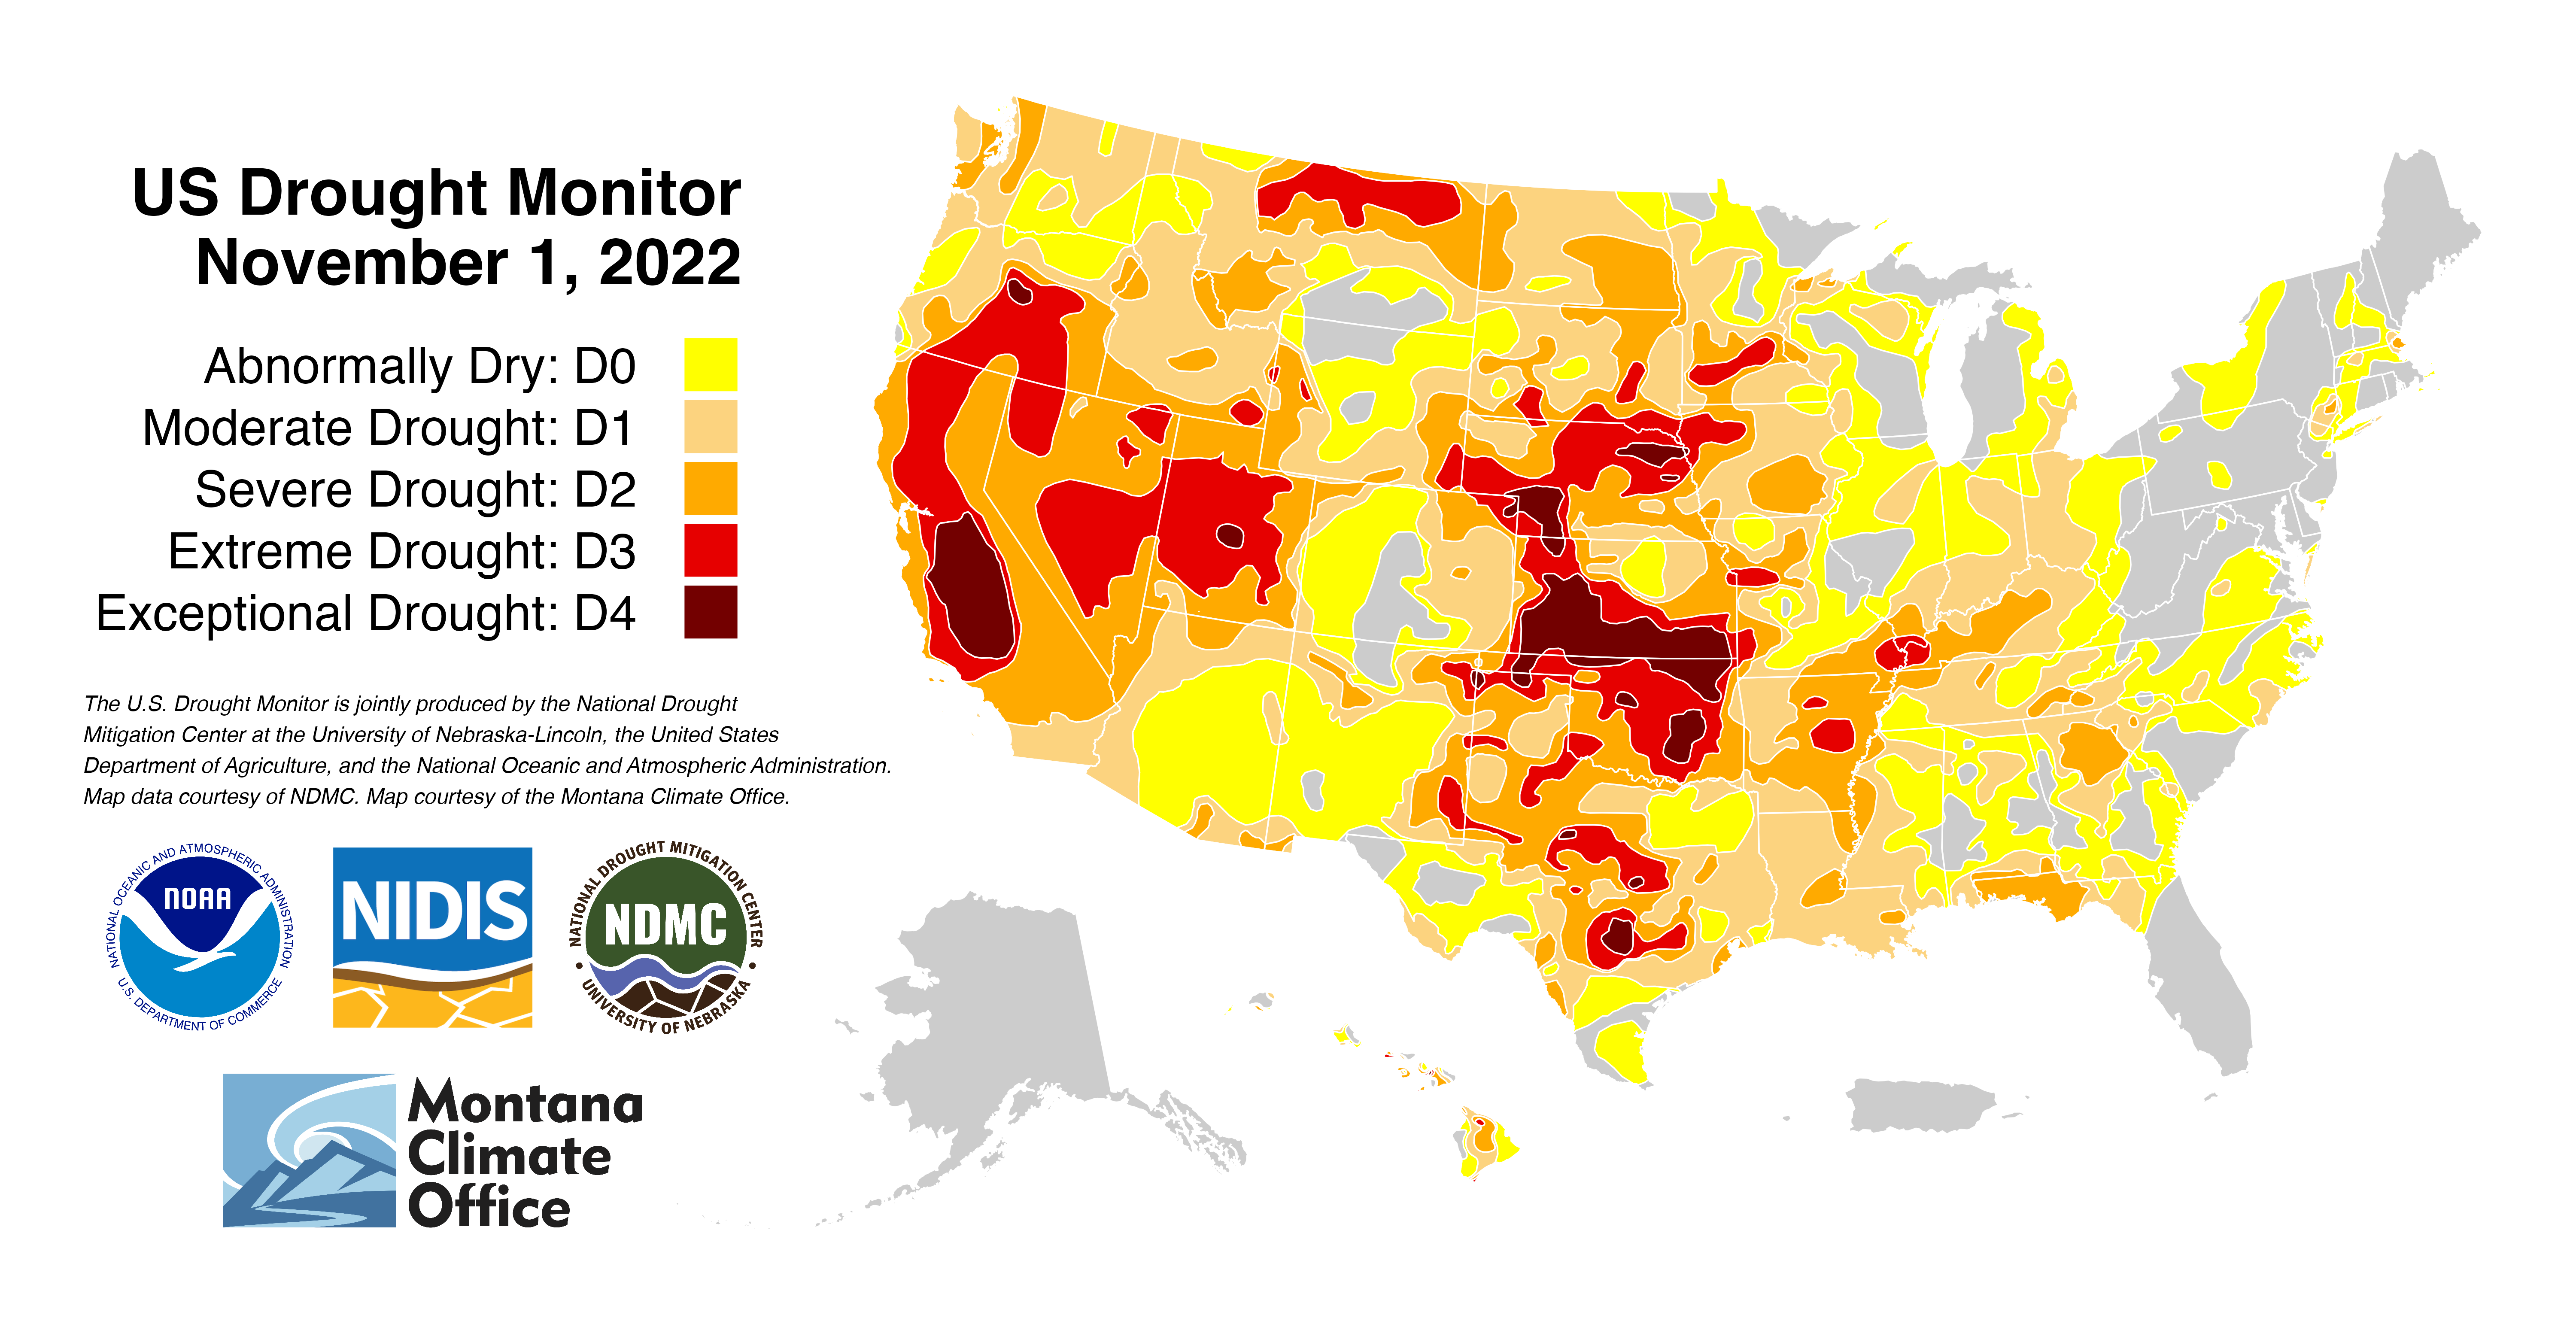 US Drought Monitor
November 1, 2022
Abnormally Dry: D0
Moderate Drought: D1
Severe Drought: D2
Extreme Drought: D3
Exceptional Drought: D4
The U.S. Drought Monitor is jointly produced by the National Drought
Mitigation Center at the University of Nebraska-Lincoln, the United States
Department of Agriculture, and the National Oceanic and Atmospheric Administration.
Map data courtesy of NDMC. Map courtesy of the Montana Climate Office.
NATIONAL OCEANIC AND ATMOSPHERIC ADMINISTRATION
NOAA
U.S. DEPARTMENT OF COMMERCE
NIDIS
NATIONAL DROUGHT MITIGATION CENTER
NDMC
UNIVERSITY OF NEBRASKA
Montana
Climate
Office